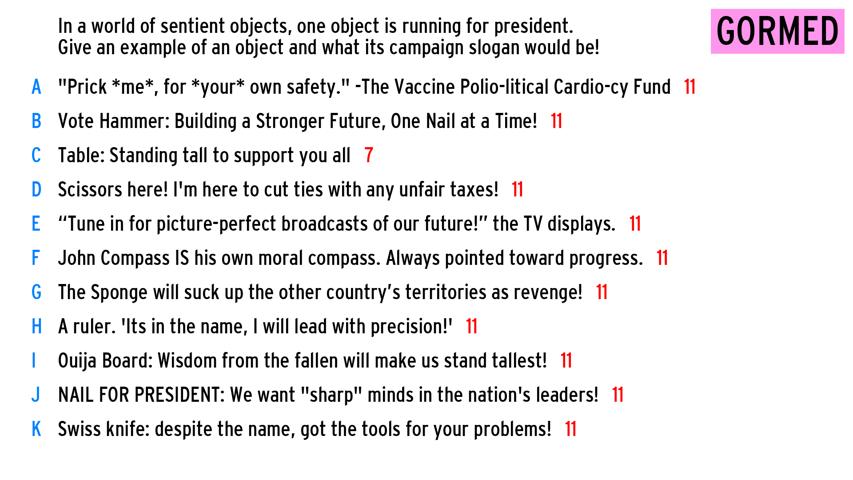 In a world of sentient objects, one object is running for president.
Give an example of an object and what its campaign slogan would be!
GORMED
A "Prick *me*, for *your* own safety." -The Vaccine Polio-litical Cardio-cy Fund 11
B Vote Hammer: Building a Stronger Future, One Nail at a Time! 11
C Table: Standing tall to support you all 7
D Scissors here! I'm here to cut ties with any unfair taxes! 11
E “Tune in for picture-perfect broadcasts of our future!” the TV displays. 11
F John Compass IS his own moral compass. Always pointed toward progress. 11
G The Sponge will suck up the other country’s territories as revenge! 11
H A ruler. 'Its in the name, I will lead with precision!' 11
I Ouija Board: Wisdom from the fallen will make us stand tallest! 11
J NAIL FOR PRESIDENT: We want "sharp" minds in the nation's leaders! 11
K Swiss knife: despite the name, got the tools for your problems! 11